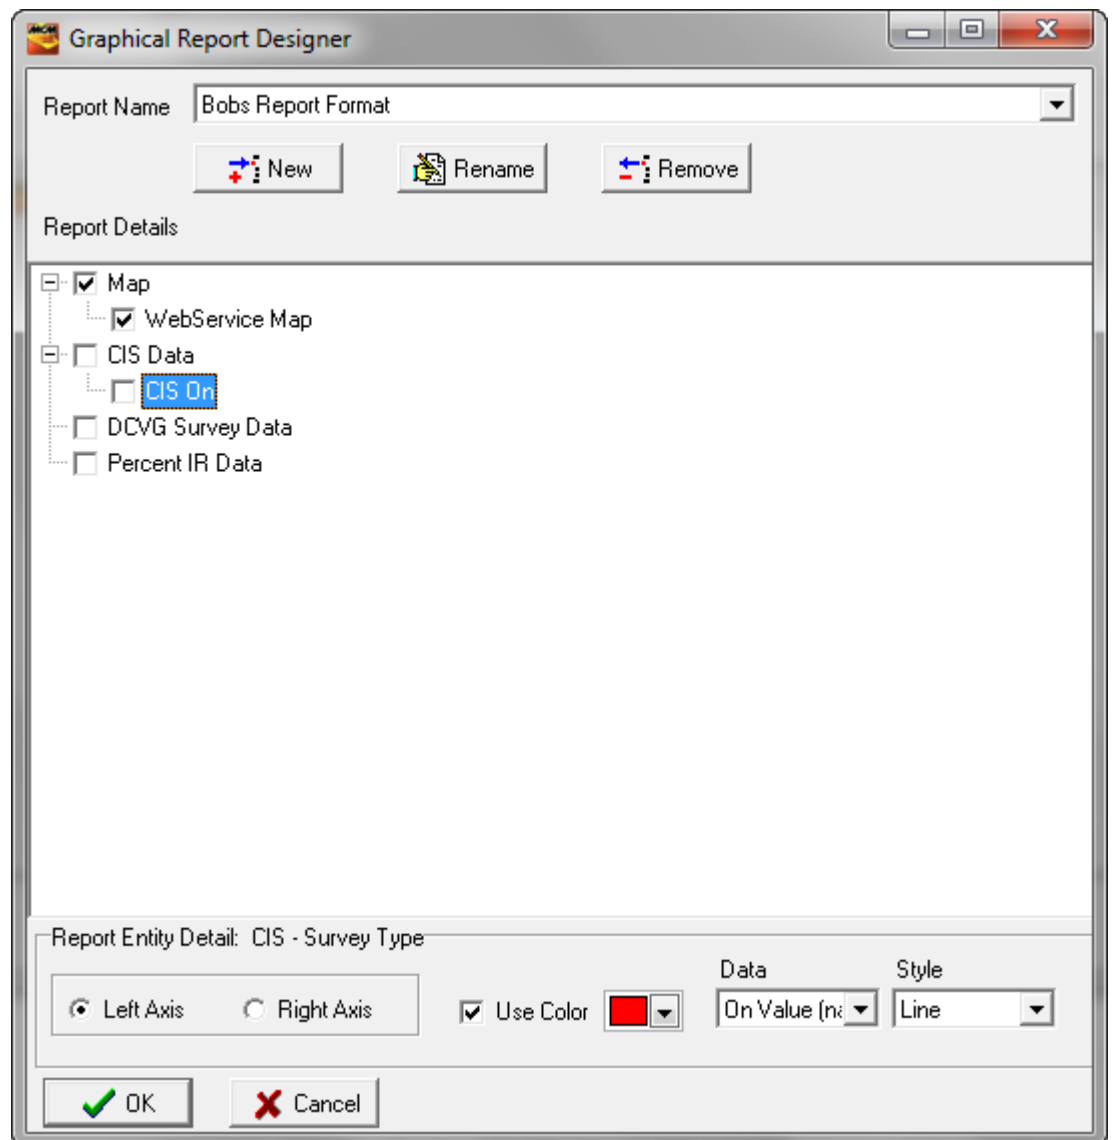 Graphical Report Designer
Report Name Bobs Report Format
New Rename Remove
Report Details
Map
WebService Map
CIS Data
CIS On
DCVG Survey Data
Percent IR Data
Report Entity Detail: CIS - Survey Type
Data Style
Left Axis Right Axis Use Color On Value (na Line
OK Cancel